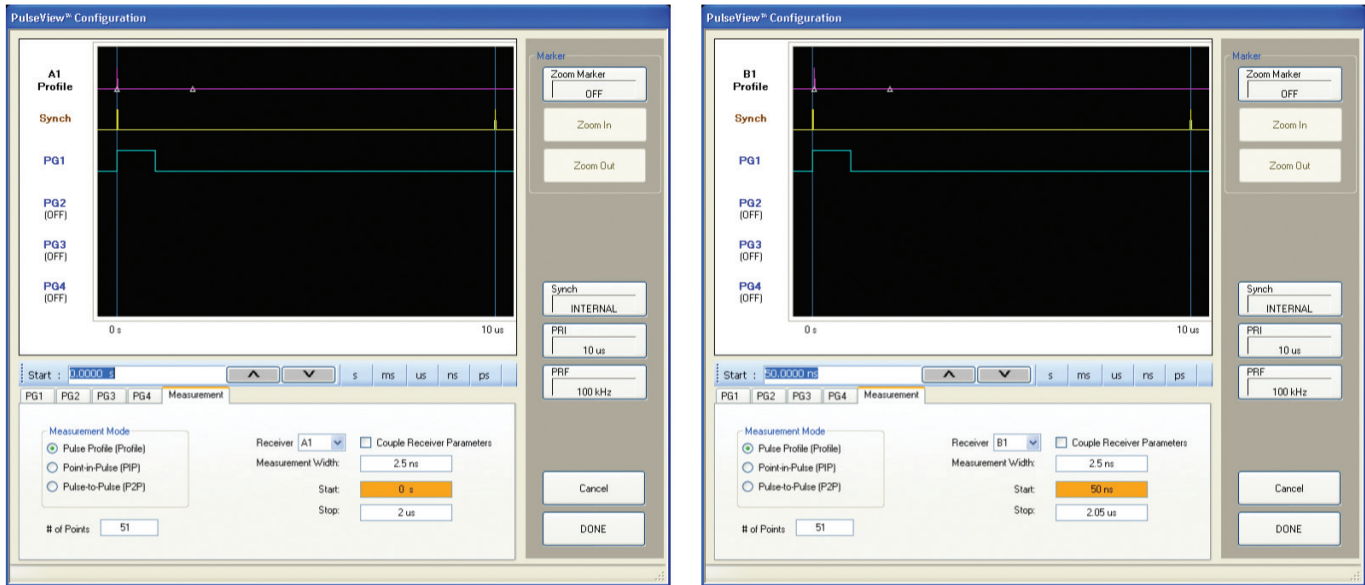 PulseView™ Configuration
A1
Profile
Synch
PG1
PG2
(OFF)
PG3
(OFF)
PG4
(OFF)
0 s
10 us
Marker
Zoom Marker
OFF
Zoom In
Zoom Out
Synch
INTERNAL
PRI
10 us
PRF
100 kHz
Cancel
DONE
Start : 0.0000 s
s ms us ns ps
PG1 PG2 PG3 PG4 Measurement
Measurement Mode
Pulse Profile (Profile)
Point-in-Pulse (PIP)
Pulse-to-Pulse (P2P)
# of Points 51
Receiver A1 Couple Receiver Parameters
Measurement Width: 2.5 ns
Start: 0 s
Stop: 2 us
PulseView™ Configuration
B1
Profile
Synch
PG1
PG2
(OFF)
PG3
(OFF)
PG4
(OFF)
0 s
10 us
Marker
Zoom Marker
OFF
Zoom In
Zoom Out
Synch
INTERNAL
PRI
10 us
PRF
100 kHz
Cancel
DONE
Start : 50.0000 ns
s ms us ns ps
PG1 PG2 PG3 PG4 Measurement
Measurement Mode
Pulse Profile (Profile)
Point-in-Pulse (PIP)
Pulse-to-Pulse (P2P)
# of Points 51
Receiver B1 Couple Receiver Parameters
Measurement Width: 2.5 ns
Start: 50 ns
Stop: 2.05 us